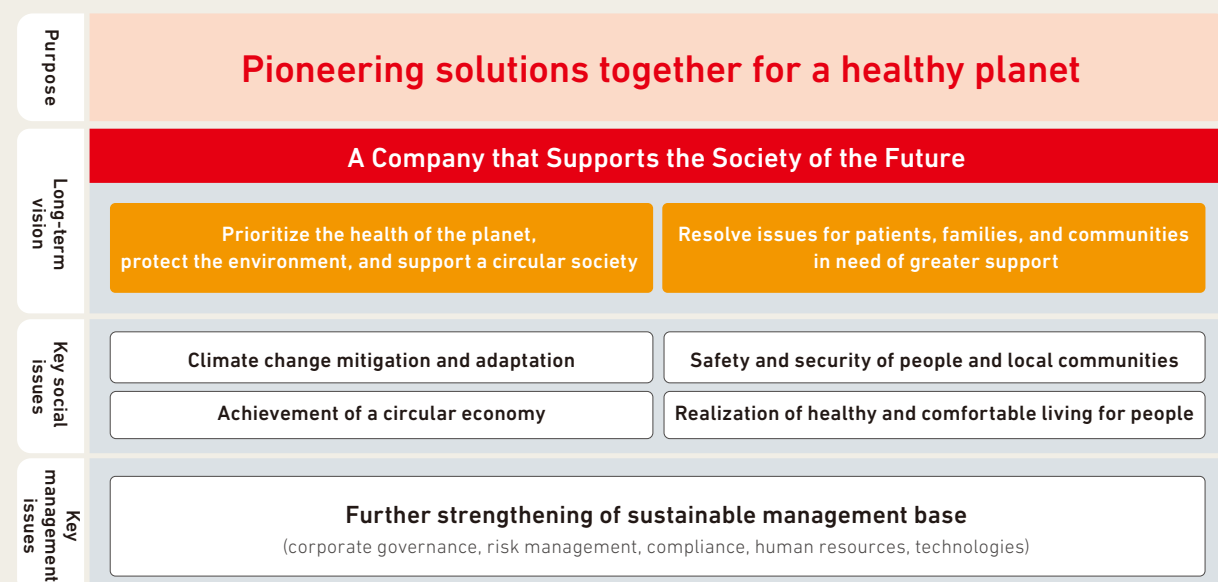 Purpose
Pioneering solutions together for a healthy planet
Long-term
vision
A Company that Supports the Society of the Future
Prioritize the health of the planet,
protect the environment, and support a circular society
Resolve issues for patients, families, and communities
in need of greater support
Key social
issues
Climate change mitigation and adaptation
Safety and security of people and local communities
Achievement of a circular economy
Realization of healthy and comfortable living for people
Key
management
issues
Further strengthening of sustainable management base
(corporate governance, risk management, compliance, human resources, technologies)